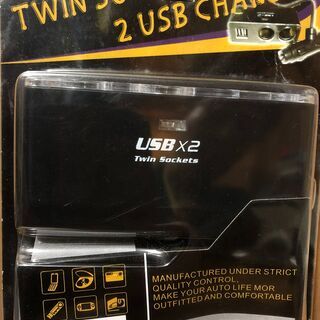 TWIN
2 USB
USB x2
Twin Sockets
MANUFACTURED UNDER STRICT
QUALITY CONTROL,
MAKE YOUR AUTO LIFE MOR
OUTFITTED AND COMFORTABLE